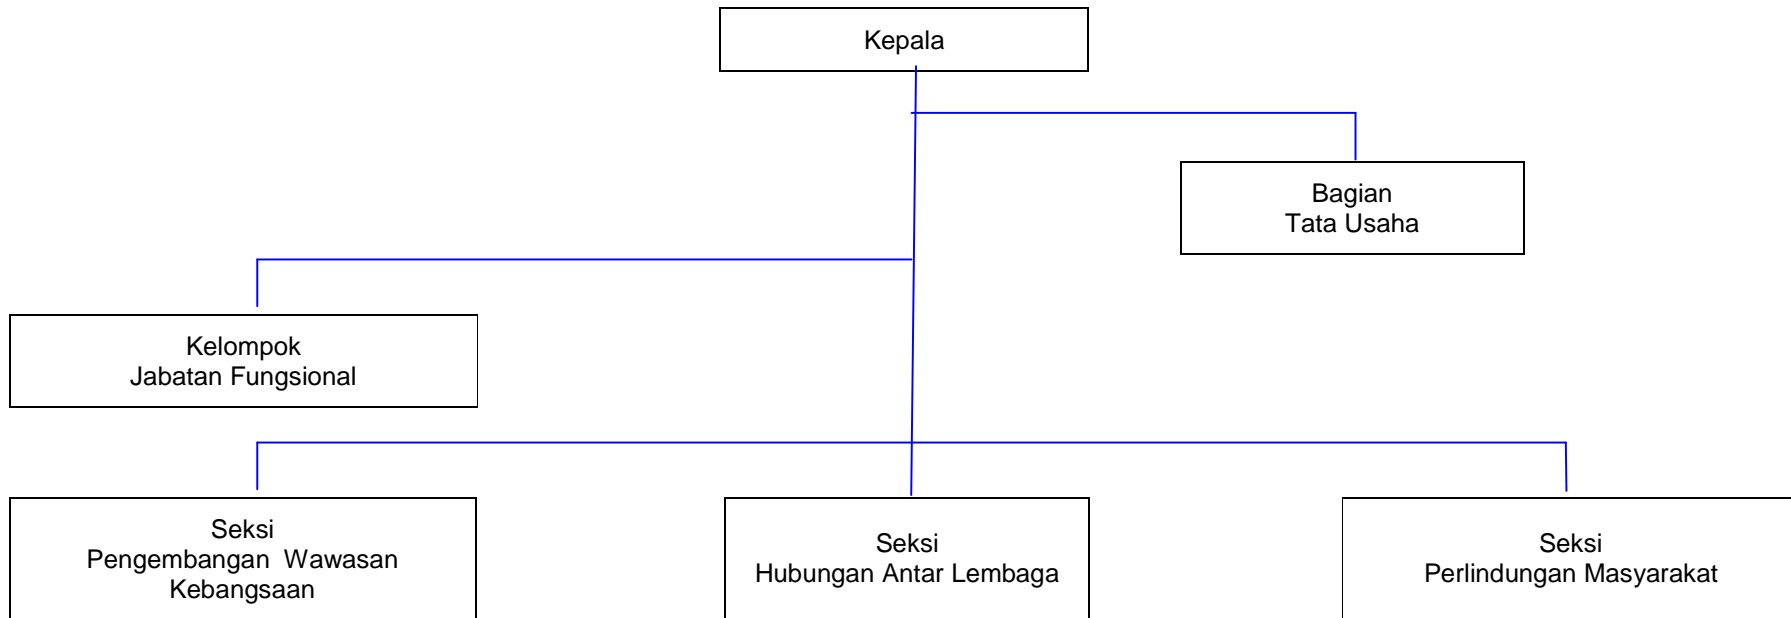 Kepala
Bagian
Tata Usaha
Kelompok
Jabatan Fungsional
Seksi
Pengembangan  Wawasan
Kebangsaan
Seksi
Hubungan Antar Lembaga
Seksi
Perlindungan Masyarakat